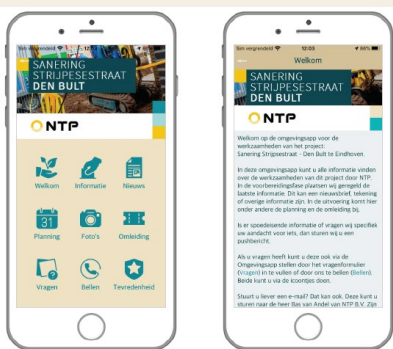 Sim vergrendeld
12:03
SANERING
STRIJPESESTRAAT
DEN BULT
NTP
Welkom
Informatie
Nieuws
31
Planning
Foto's
Omleiding
Vragen
Bellen
Tevredenheid
Sim vergrendeld
12:03
66%
Welkom
SANERING
STRIJPESESTRAAT
DEN BULT
NTP
Welkom op de omgevingsapp voor de
werkzaamheden van het project:
Sanering Strijpsestraat - Den Bult te Eindhoven.
In deze omgevingsapp kunt u alle informatie vinden
over de werkzaamheden van dit project door NTP.
In de voorbereidingsfase plaatsen wij geregeld de
laatste informatie. Dit kan een nieuwsbrief, tekening
of overige informatie zijn. In de uitvoering komt hier
onder andere de planning en de omleiding bij.
Is er spoedeisende informatie of vragen wij specifiek
uw aandacht voor iets, dan sturen wij u een
pushbericht.
Als u vragen heeft kunt u deze ook via de
Omgevingsapp stellen door het vragenformulier
(Vragen) in te vullen of door ons te bellen (Bellen).
Beide kunt u via de icoontjes doen.
Stuurt u liever een e-mail? Dat kan ook. Deze kunt u
sturen naar de heer Bas van Andel van NTP B.V. Zijn